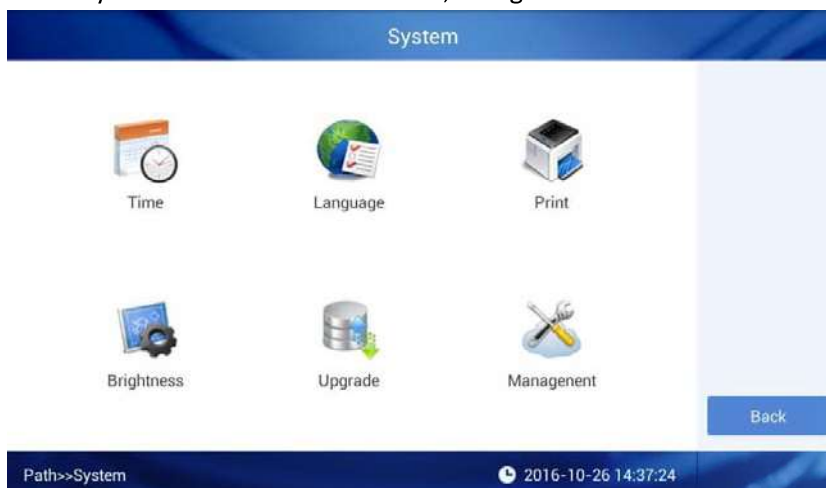 System
Time Language Print
Brightness Upgrade Managenent
Back
Path>>System 2016-10-26 14:37:24